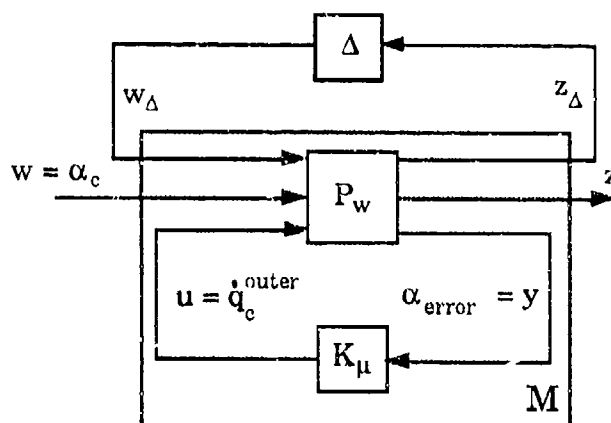 Δ
w_Δ
z_Δ
w = α_c
P_w
z
u = q̇_c^outer
α_error = y
K_μ
M